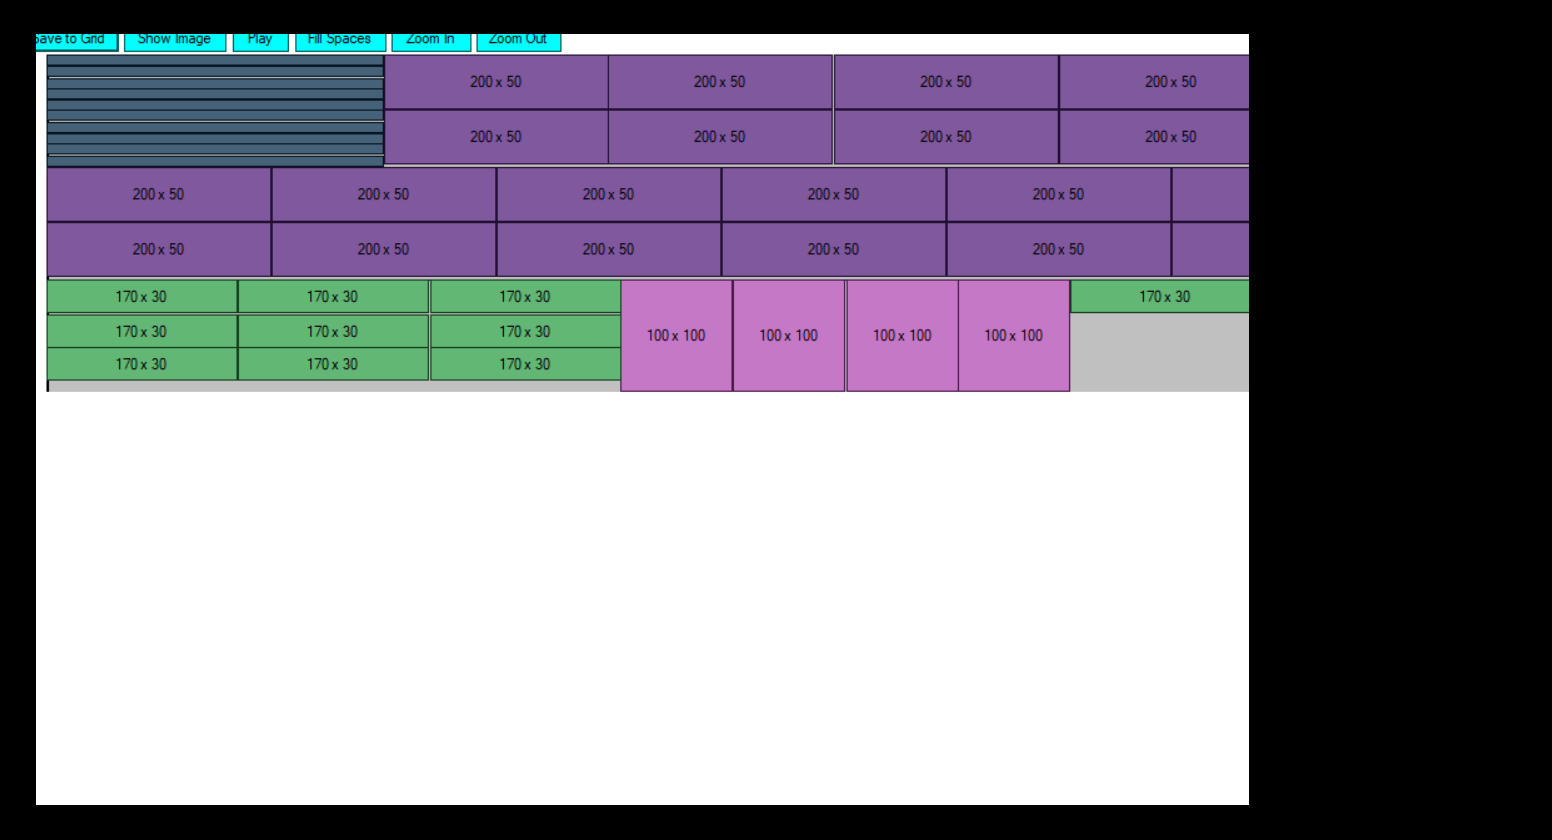 Save to Grid Show Image Play Fill Spaces Zoom In Zoom Out
200 x 50 200 x 50 200 x 50 200 x 50
200 x 50 200 x 50 200 x 50 200 x 50
200 x 50 200 x 50 200 x 50 200 x 50 200 x 50
200 x 50 200 x 50 200 x 50 200 x 50 200 x 50
170 x 30 170 x 30 170 x 30 170 x 30
170 x 30 170 x 30 170 x 30
100 x 100 100 x 100 100 x 100 100 x 100
170 x 30 170 x 30 170 x 30